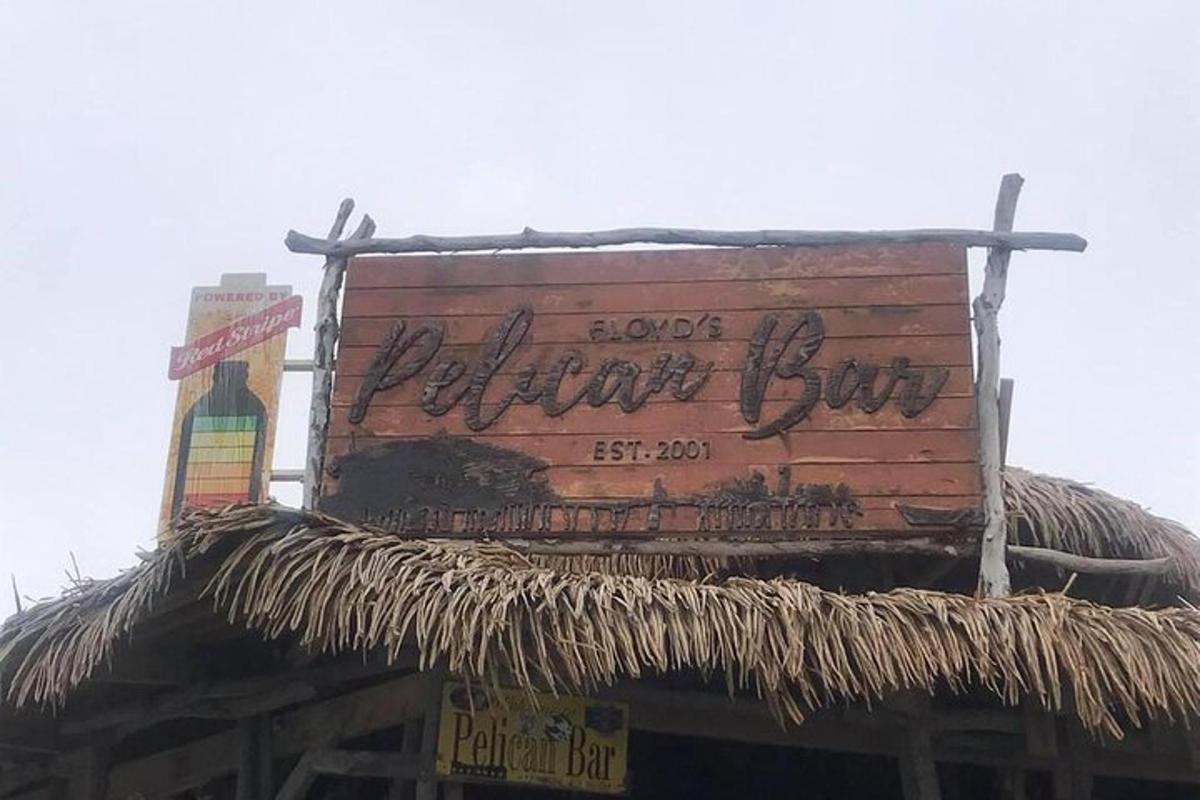 POWERED BY
Red Stripe
FLOYD'S
Pelican Bar
EST. 2001
Pelican Bar